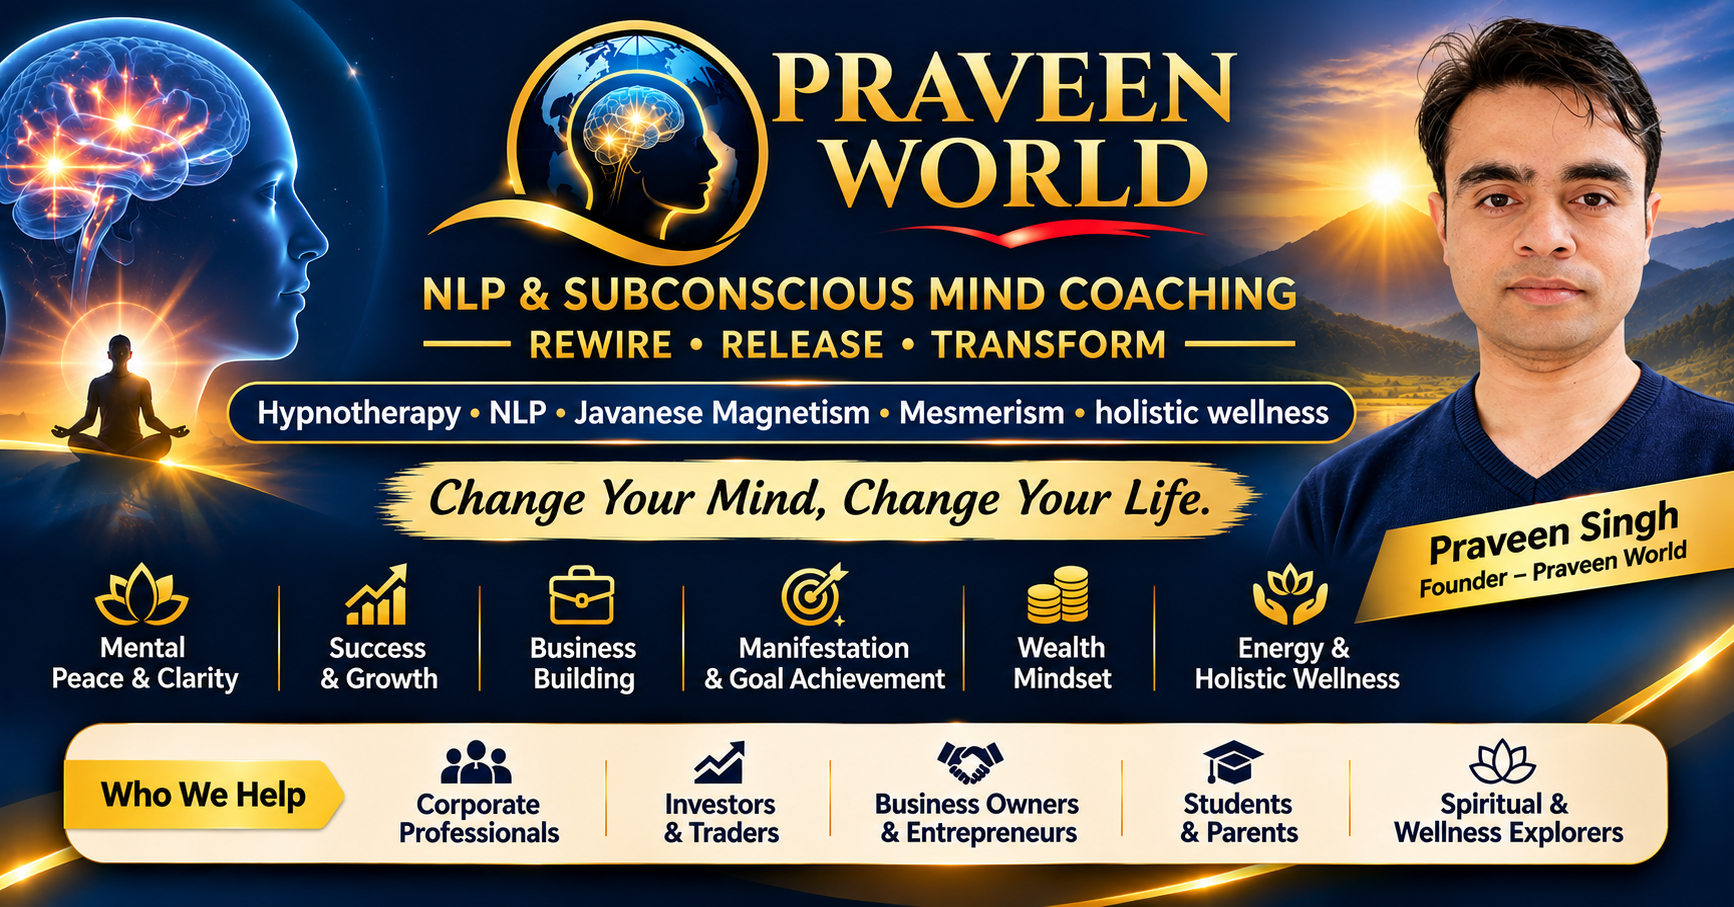 PRAVEEN
WORLD
NLP & SUBCONSCIOUS MIND COACHING
REWIRE • RELEASE • TRANSFORM
Hypnotherapy • NLP • Javanese Magnetism • Mesmerism • holistic wellness
Change Your Mind, Change Your Life.
Praveen Singh
Founder – Praveen World
Mental
Peace & Clarity
Success
& Growth
Business
Building
Manifestation
& Goal Achievement
Wealth
Mindset
Energy &
Holistic Wellness
Who We Help
Corporate
Professionals
Investors
& Traders
Business Owners
& Entrepreneurs
Students
& Parents
Spiritual &
Wellness Explorers